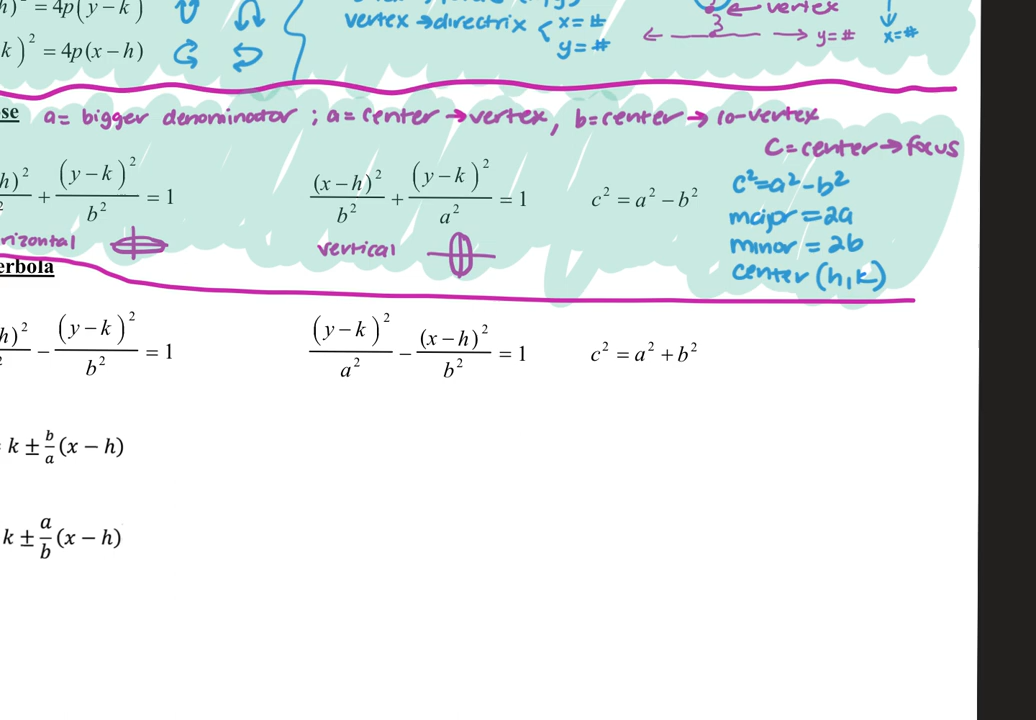 h)² = 4p(y−k)
k)² = 4p(x−h)
vertex → directrix < x=#
y=#
vertex
→ y=#
x=#
se a= bigger denominator ; a= center → vertex, b= center → co-vertex
c= center → focus
h)²/² + (y−k)²/b² = 1
(x−h)²/b² + (y−k)²/a² = 1
c² = a² − b²
c²=a²-b²
major = 2a
minor = 2b
center (h,k)
rizontal
vertical
erbola
h)²/² − (y−k)²/b² = 1
(y−k)²/a² − (x−h)²/b² = 1
c² = a² + b²
k ± b/a (x − h)
k ± a/b (x − h)